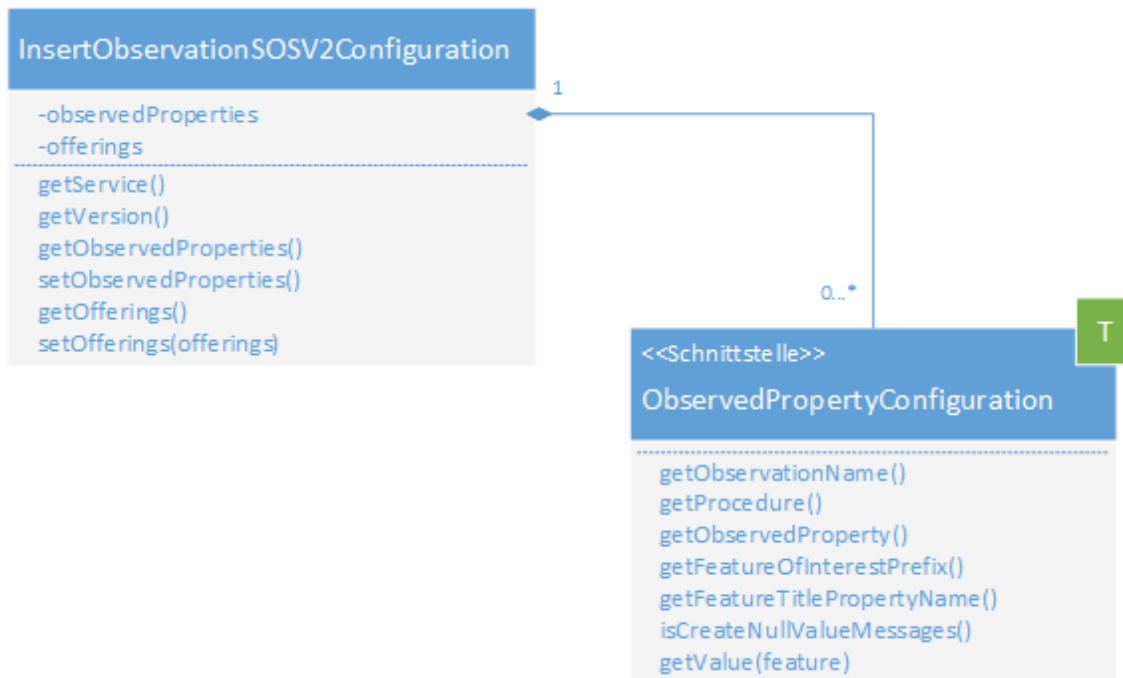 InsertObservationSOSV2Configuration
-observedProperties
-offerings
getService()
getVersion()
getObservedProperties()
setObservedProperties()
getOfferings()
setOfferings(offerings)
1
0...*
T
<<Schnittstelle>>
ObservedPropertyConfiguration
getObservationName()
getProcedure()
getObservedProperty()
getFeatureOfInterestPrefix()
getFeatureTitlePropertyName()
isCreateNullValueMessages()
getValue(feature)